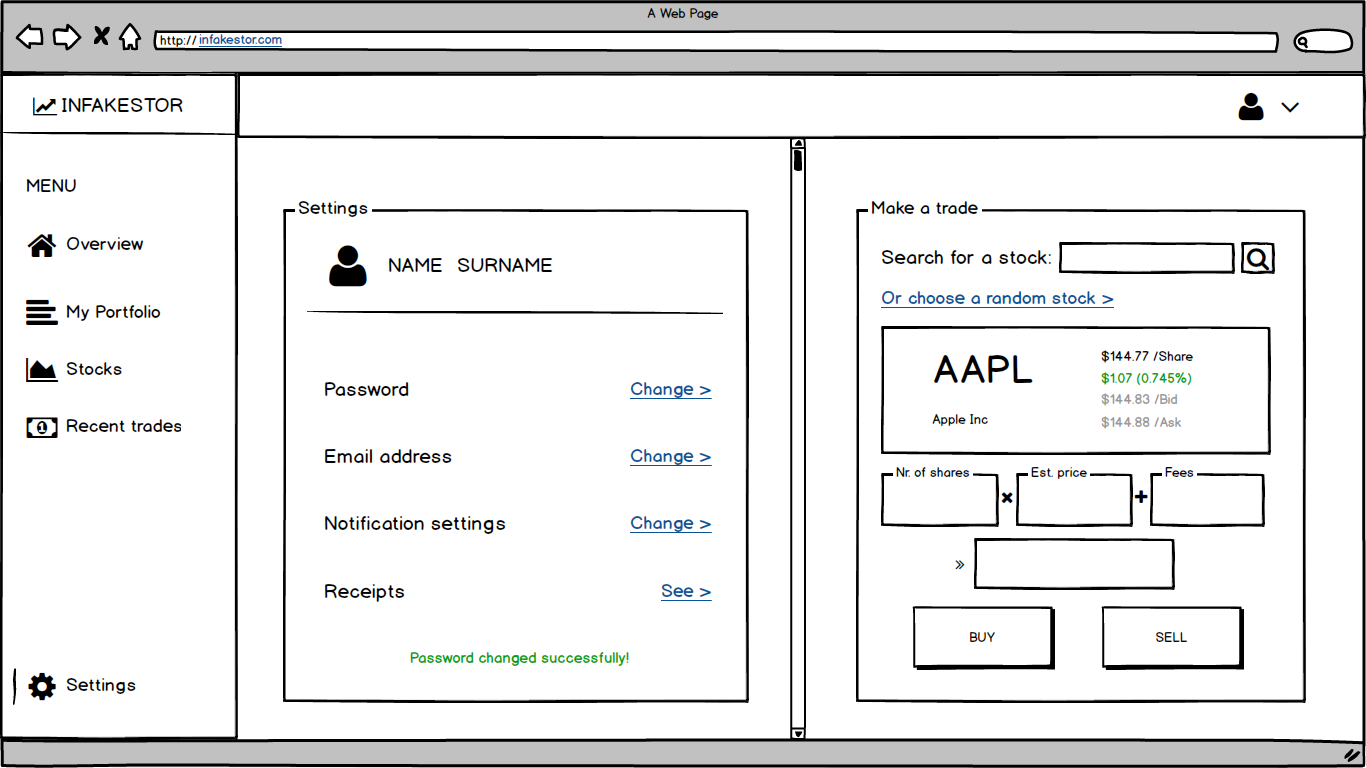 A Web Page
http://infakestor.com
INFAKESTOR
MENU
Overview
My Portfolio
Stocks
1
Recent trades
Settings
Settings
NAME SURNAME
Password Change >
Email address Change >
Notification settings Change >
Receipts See >
Password changed successfully!
Make a trade
Search for a stock:
Or choose a random stock >
AAPL
Apple Inc
$144.77 /Share
$1.07 (0.745%)
$144.83 /Bid
$144.88 /Ask
Nr. of shares × Est. price + Fees
»
BUY SELL